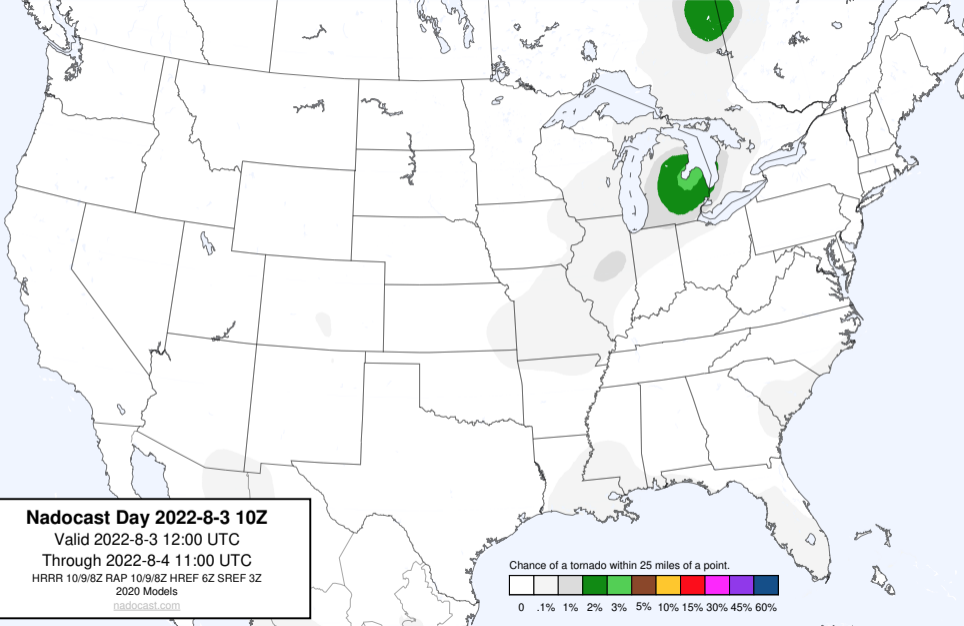 Nadocast Day 2022-8-3 10Z
Valid 2022-8-3 12:00 UTC
Through 2022-8-4 11:00 UTC
HRRR 10/9/8Z RAP 10/9/8Z HREF 6Z SREF 3Z
2020 Models
nadocast.com
Chance of a tornado within 25 miles of a point.
0 .1% 1% 2% 3% 5% 10% 15% 30% 45% 60%